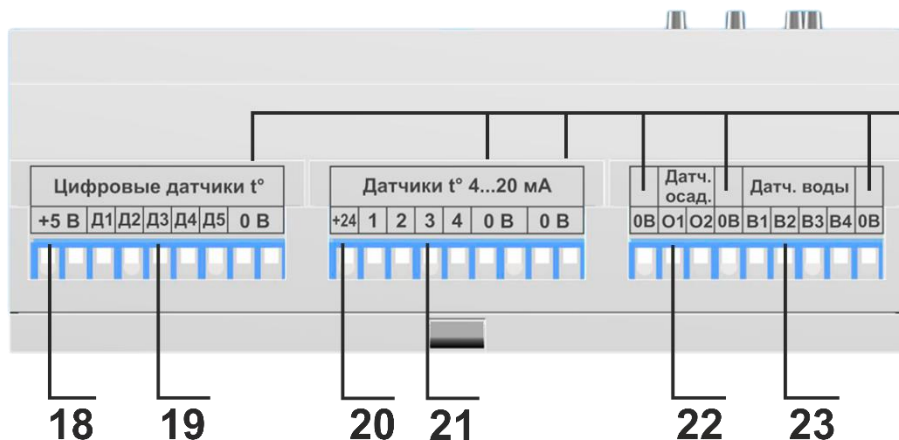 Цифровые датчики t°
+5 В Д1 Д2 Д3 Д4 Д5 0 В
Датчики t° 4...20 мА
+24 1 2 3 4 0 В 0 В
Датч. осад.
Датч. воды
0В О1 О2 0В В1 В2 В3 В4 0В
18 19 20 21 22 23